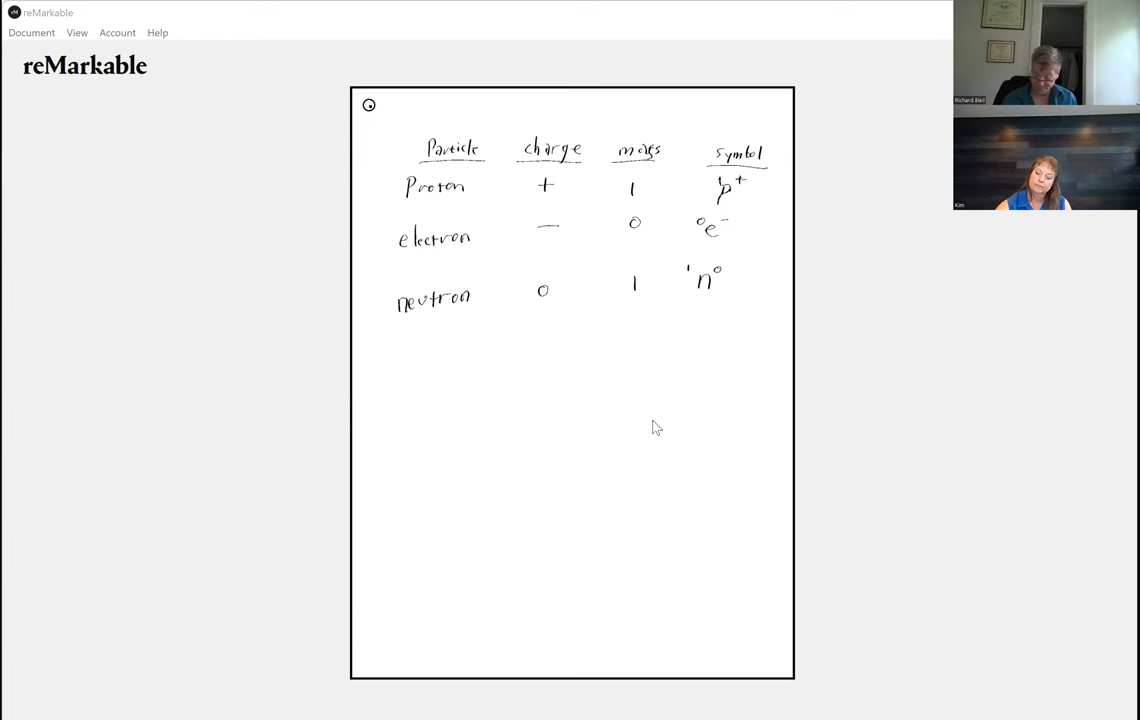 reMarkable
Document View Account Help
reMarkable
Richard Bleil
Kim
Particle charge mass symbol
Proton + 1 ¹p⁺
electron — 0 ⁰e⁻
neutron 0 1 ¹n⁰